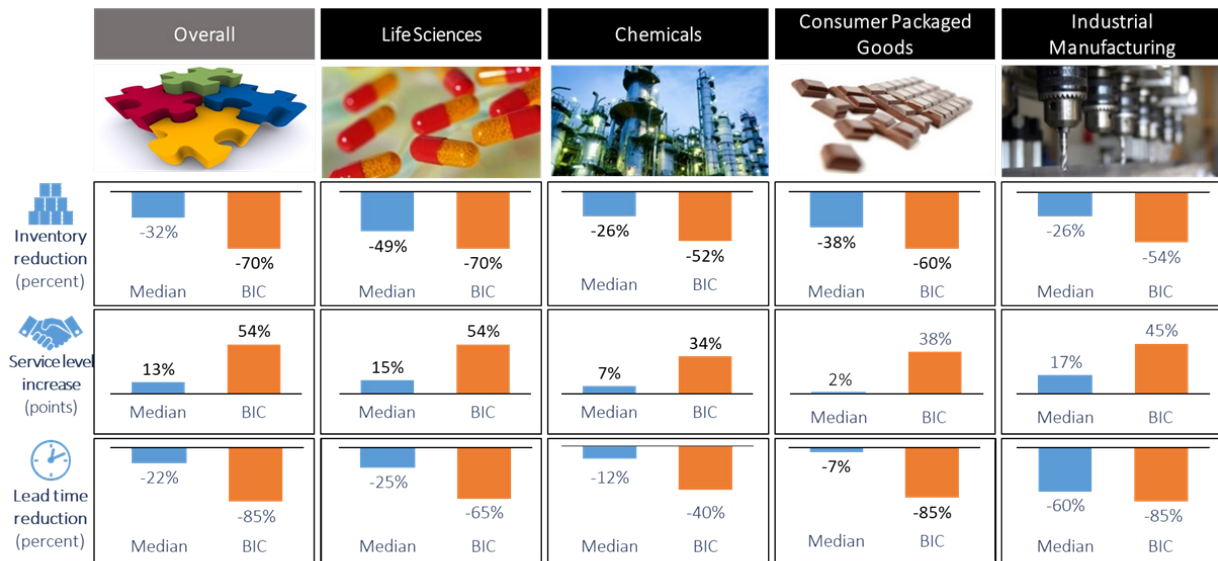 Overall
Life Sciences
Chemicals
Consumer Packaged
Goods
Industrial
Manufacturing
Inventory
reduction
(percent)
-32%
-70%
Median
BIC
-49%
-70%
Median
BIC
-26%
-52%
Median
BIC
-38%
-60%
Median
BIC
-26%
-54%
Median
BIC
Service level
increase
(points)
13%
54%
Median
BIC
15%
54%
Median
BIC
7%
34%
Median
BIC
2%
38%
Median
BIC
17%
45%
Median
BIC
Lead time
reduction
(percent)
-22%
-85%
Median
BIC
-25%
-65%
Median
BIC
-12%
-40%
Median
BIC
-7%
-85%
Median
BIC
-60%
-85%
Median
BIC